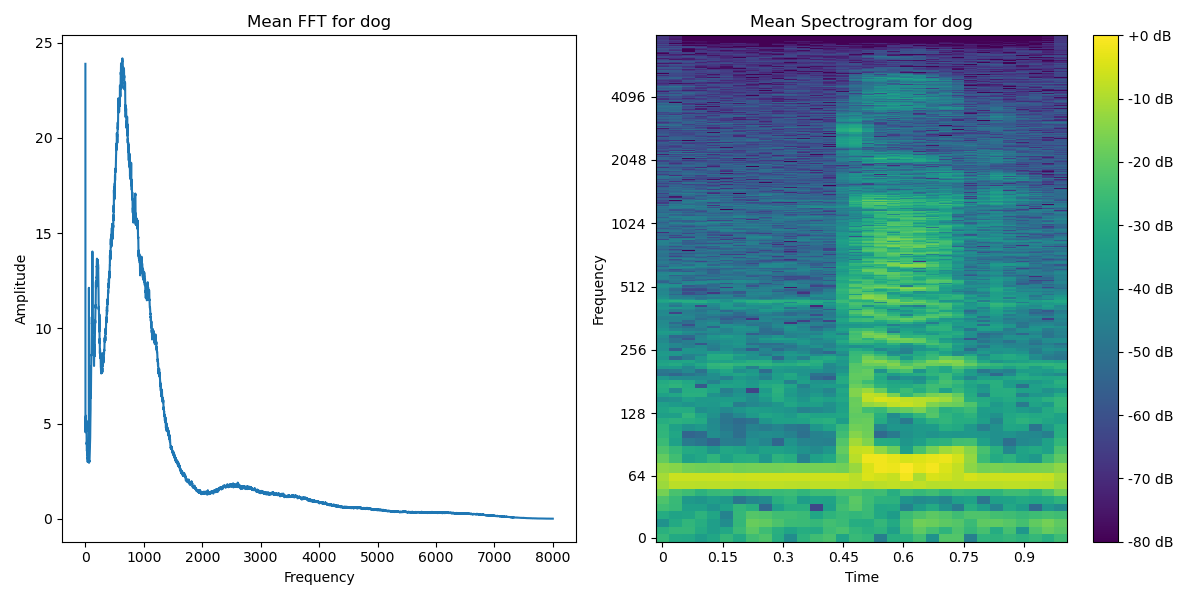 Mean FFT for dog
25
20
15
10
5
0
Amplitude
0 1000 2000 3000 4000 5000 6000 7000 8000
Frequency
Mean Spectrogram for dog
4096
2048
1024
512
256
128
64
0
Frequency
0 0.15 0.3 0.45 0.6 0.75 0.9
Time
+0 dB
-10 dB
-20 dB
-30 dB
-40 dB
-50 dB
-60 dB
-70 dB
-80 dB